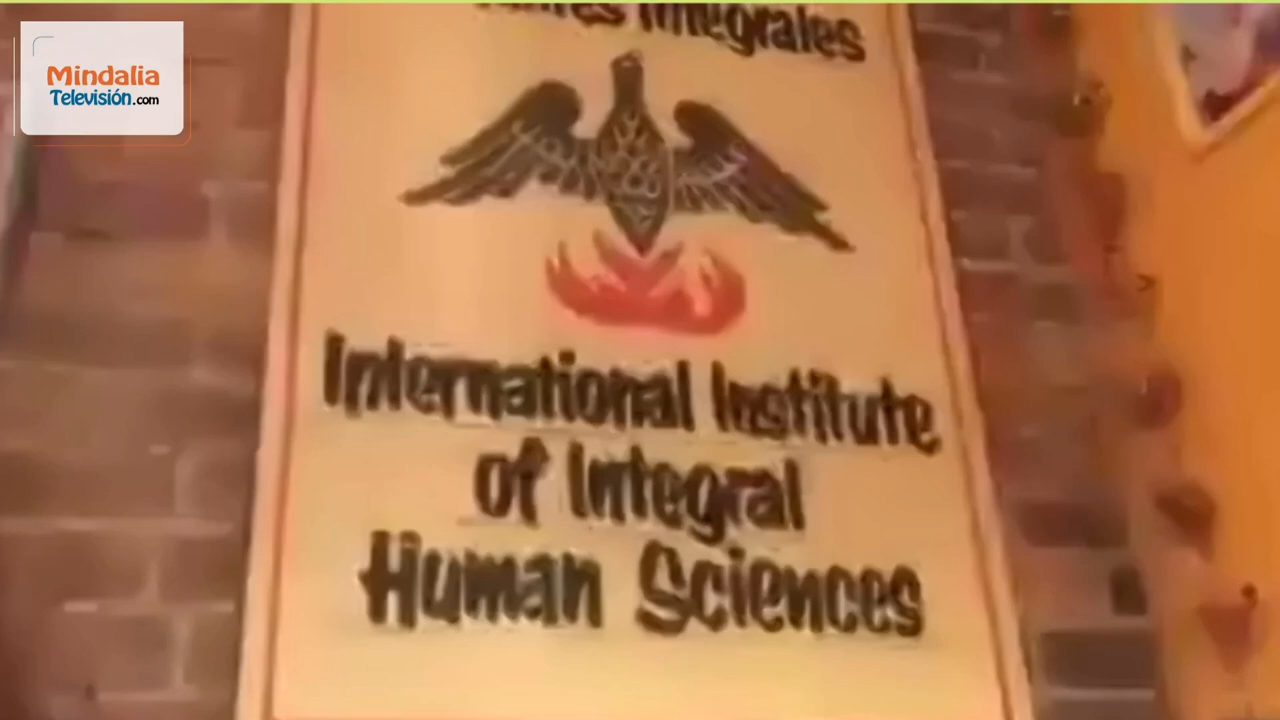 Mindalia
Televisión.com
Integrales
International Institute
of Integral
Human Sciences